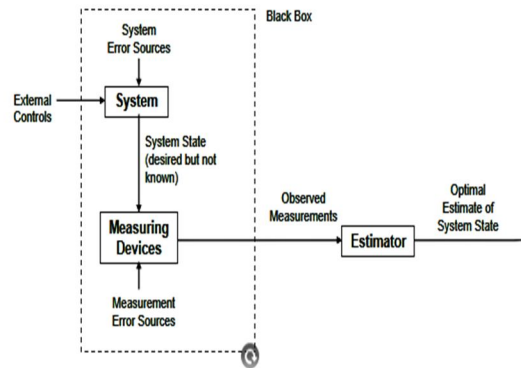 System
Error Sources
Black Box
External
Controls
System
System State
(desired but not
known)
Observed
Measurements
Optimal
Estimate of
System State
Measuring
Devices
Estimator
Measurement
Error Sources